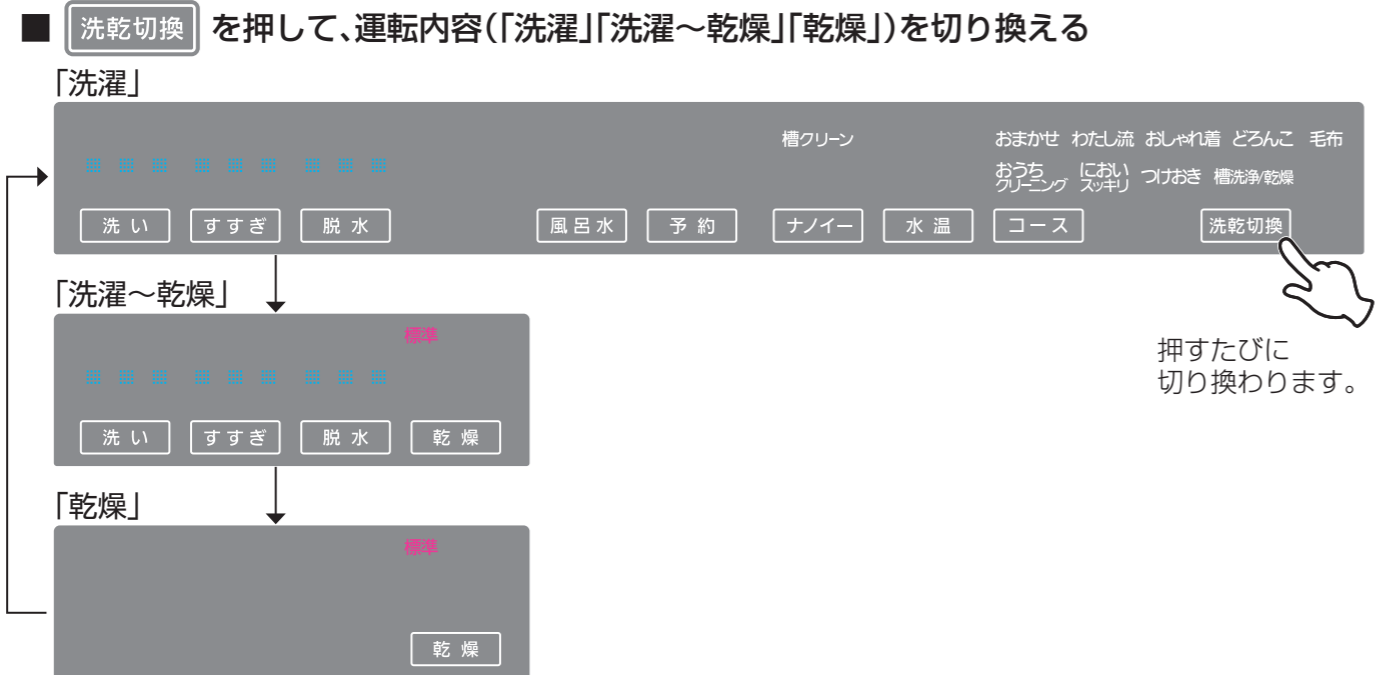 ■ 洗乾切換 を押して、運転内容(「洗濯」「洗濯～乾燥」「乾燥」)を切り換える
「洗濯」
槽クリーン おまかせ わたし流 おしゃれ着 どろんこ 毛布
おうちクリーニング においスッキリ つけおき 槽洗浄/乾燥
洗い すすぎ 脱水 風呂水 予約 ナノイー 水温 コース 洗乾切換
「洗濯～乾燥」
標準
洗い すすぎ 脱水 乾燥
押すたびに
切り換わります。
「乾燥」
標準
乾燥